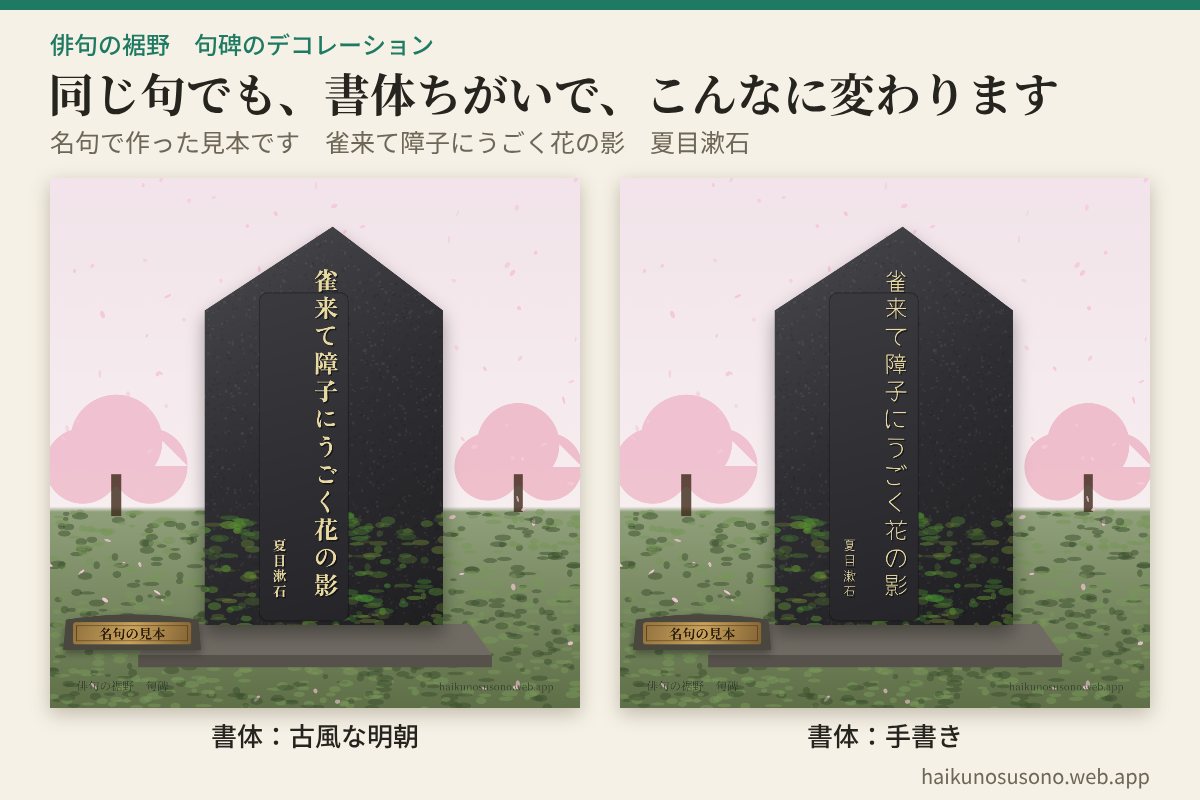 俳句の裾野　句碑のデコレーション
同じ句でも、書体ちがいで、こんなに変わります
名句で作った見本です　雀来て障子にうごく花の影　夏目漱石
雀来て障子にうごく花の影
夏目漱石
名句の見本
俳句の裾野　句碑
haikunosusono.web.app
書体：古風な明朝
雀来て障子にうごく花の影
夏目漱石
名句の見本
俳句の裾野　句碑
haikunosusono.web.app
書体：手書き
haikunosusono.web.app